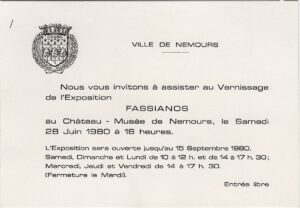 VILLE DE NEMOURS
Nous vous invitons à assister au Vernissage
de l'Exposition
FASSIANOS
au Château - Musée de Nemours, le Samedi
28 Juin 1980 à 16 heures.
L'Exposition sera ouverte jusqu'au 15 Septembre 1980.
Samedi, Dimanche et Lundi de 10 à 12 h. et de 14 à 17 h. 30 ;
Mercredi, Jeudi et Vendredi de 14 à 17 h. 30.
(Fermeture le Mardi).
Entrée libre